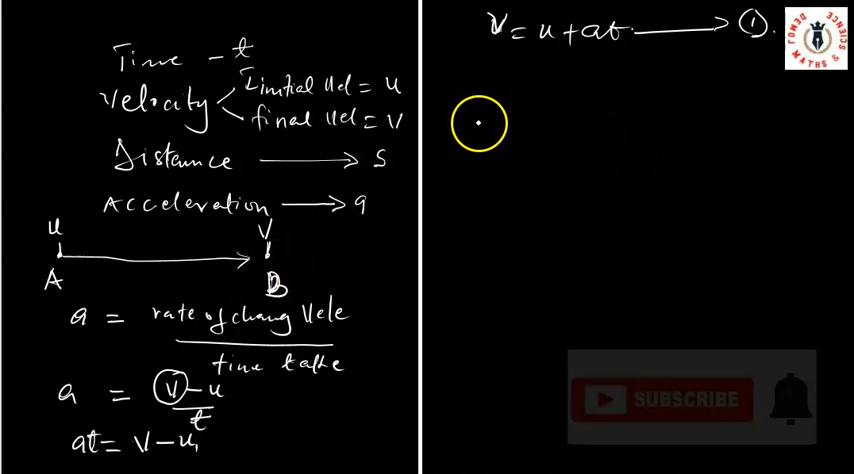 Time - t
Velocity < Initial Vel = u
final Vel = V
Distance → S
Acceleration → a
u V
A B
a = rate of chang Vele
time take
a = V - u
t
at = V - u,
V = u + at → ①.
DEMOJ MATHS & SCIENCE
SUBSCRIBE